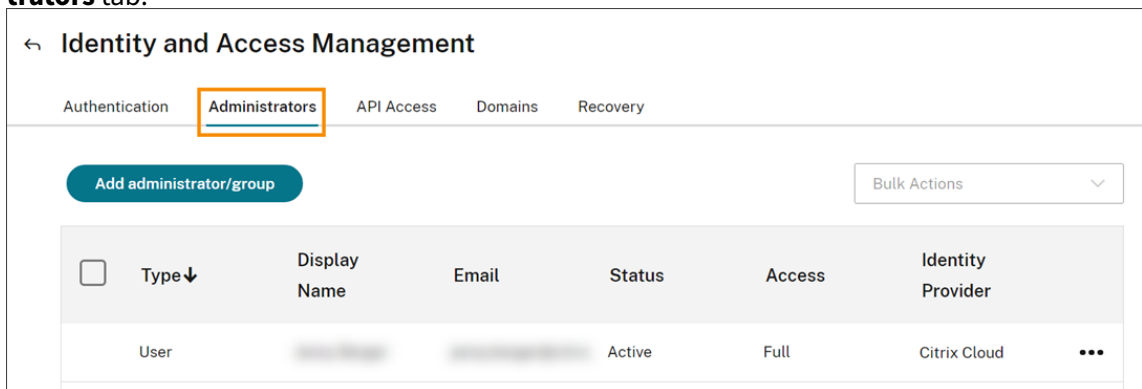 trators tab.
Identity and Access Management
Authentication Administrators API Access Domains Recovery
Add administrator/group
Bulk Actions
Type Display Name Email Status Access Identity Provider
User Active Full Citrix Cloud